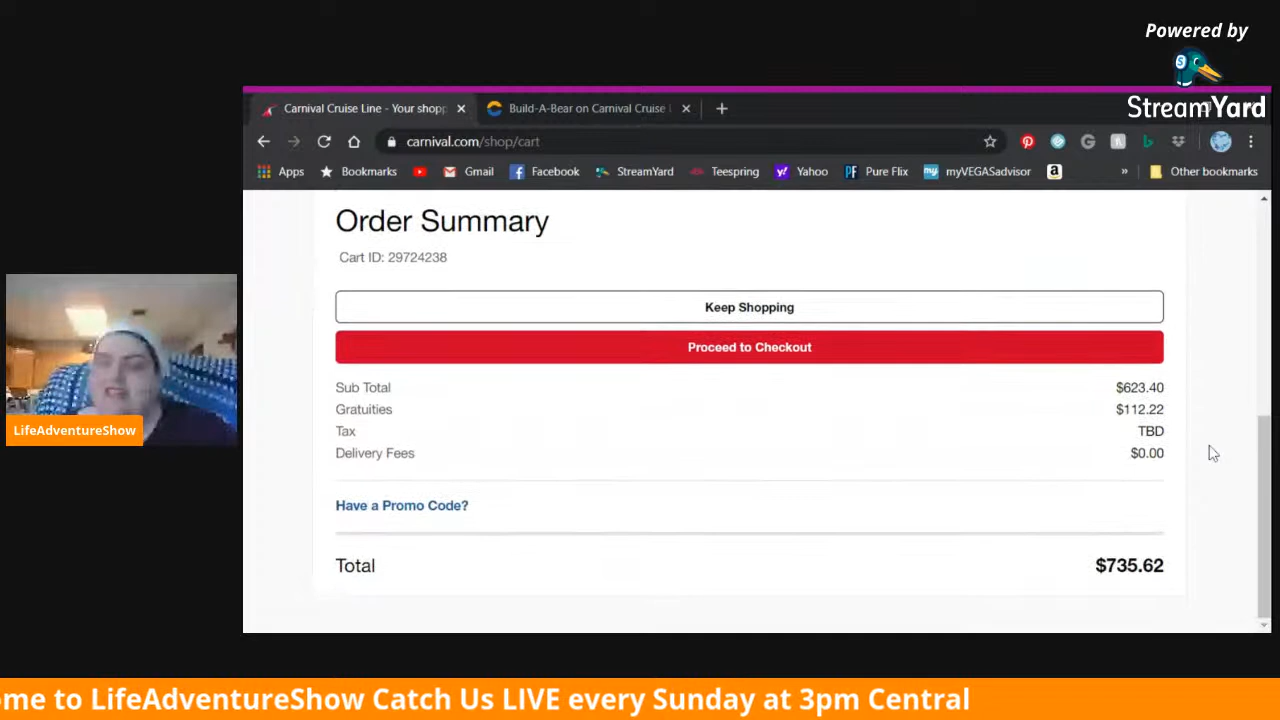 Powered by
StreamYard
Carnival Cruise Line - Your shopp
Build-A-Bear on Carnival Cruise
carnival.com/shop/cart
Apps
Bookmarks
Gmail
Facebook
StreamYard
Teespring
Yahoo
Pure Flix
myVEGASadvisor
»
Other bookmarks
Order Summary
Cart ID: 29724238
Keep Shopping
Proceed to Checkout
Sub Total $623.40
Gratuities $112.22
Tax TBD
Delivery Fees $0.00
Have a Promo Code?
Total $735.62
LifeAdventureShow
ome to LifeAdventureShow Catch Us LIVE every Sunday at 3pm Central